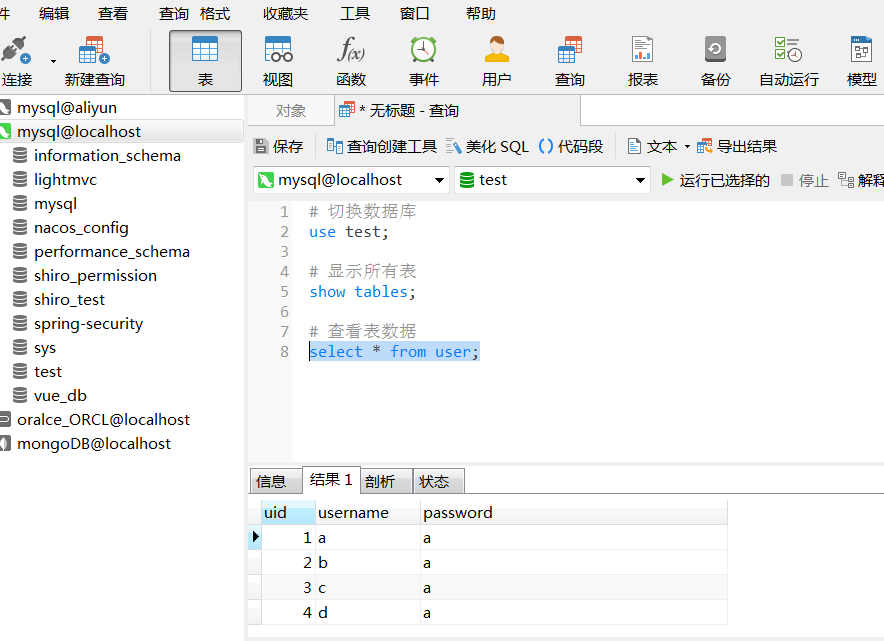 件 编辑 查看 查询 格式 收藏夹 工具 窗口 帮助
连接 新建查询 表 视图 函数 事件 用户 查询 报表 备份 自动运行 模型
mysql@aliyun
mysql@localhost
information_schema
lightmvc
mysql
nacos_config
performance_schema
shiro_permission
shiro_test
spring-security
sys
test
vue_db
oralce_ORCL@localhost
mongoDB@localhost
对象 * 无标题 - 查询
保存 查询创建工具 美化 SQL () 代码段 文本 导出结果
mysql@localhost test 运行已选择的 停止 解释
1 # 切换数据库
2 use test;
3
4 # 显示所有表
5 show tables;
6
7 # 查看表数据
8 select * from user;
信息 结果 1 剖析 状态
uid username password
1 a a
2 b a
3 c a
4 d a